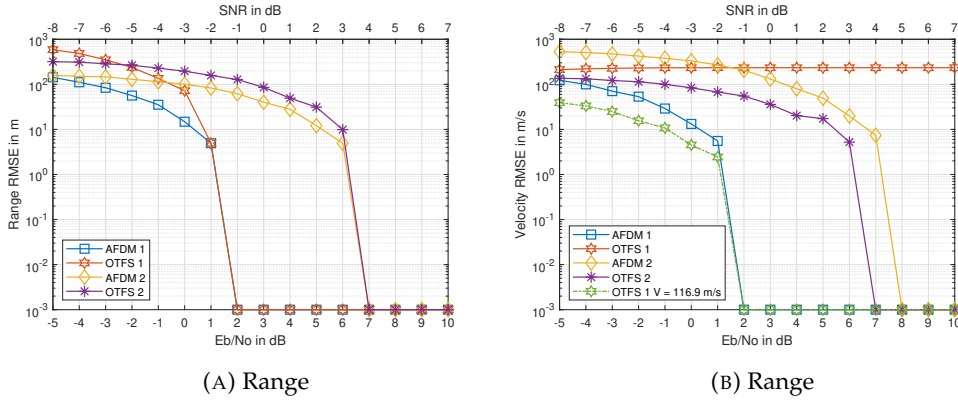 SNR in dB
-8 -7 -6 -5 -4 -3 -2 -1 0 1 2 3 4 5 6 7
10^3
10^2
10^1
10^0
10^-1
10^-2
10^-3
Range RMSE in m
AFDM 1
OTFS 1
AFDM 2
OTFS 2
-5 -4 -3 -2 -1 0 1 2 3 4 5 6 7 8 9 10
Eb/No in dB
(A) Range
SNR in dB
-8 -7 -6 -5 -4 -3 -2 -1 0 1 2 3 4 5 6 7
10^3
10^2
10^1
10^0
10^-1
10^-2
10^-3
Velocity RMSE in m/s
AFDM 1
OTFS 1
AFDM 2
OTFS 2
OTFS 1 V = 116.9 m/s
-5 -4 -3 -2 -1 0 1 2 3 4 5 6 7 8 9 10
Eb/No in dB
(B) Range